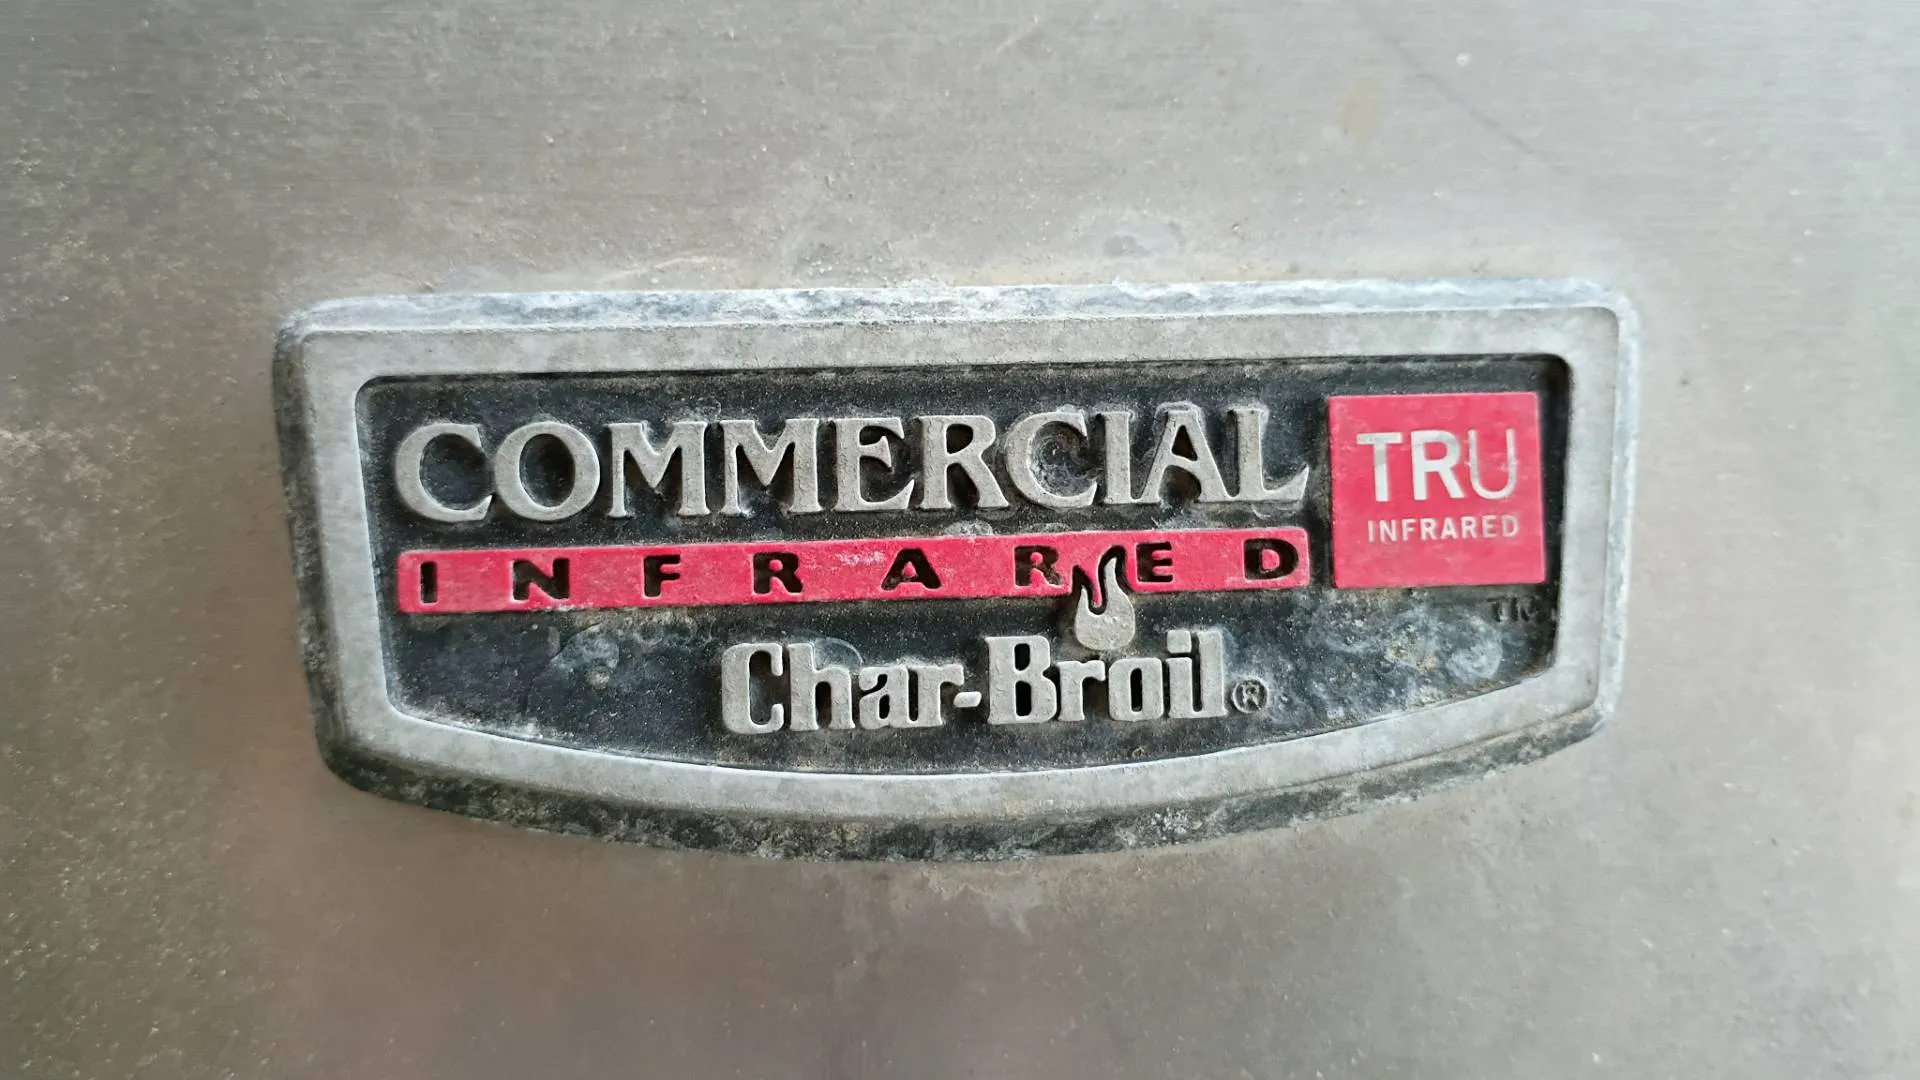 COMMERCIAL
INFRARED
Char-Broil®
TRU
INFRARED
TM